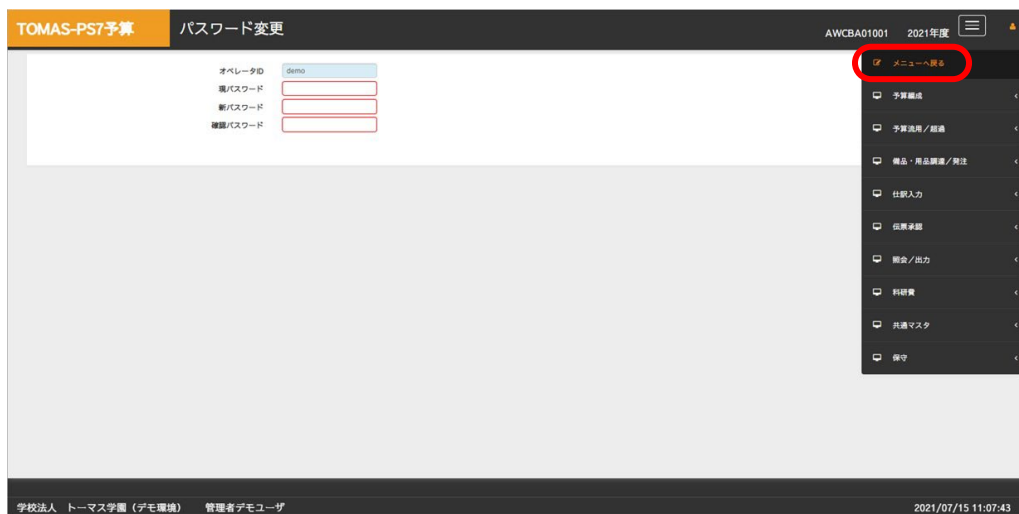 TOMAS-PS7予算 パスワード変更 AWCBA01001 2021年度
オペレータID demo
現パスワード
新パスワード
確認パスワード
メニューへ戻る
予算編成
予算流用/超過
備品・用品調達/発注
仕訳入力
伝票承認
照会/出力
科研費
共通マスタ
保守
学校法人 トーマス学園（デモ環境） 管理者デモユーザ 2021/07/15 11:07:43